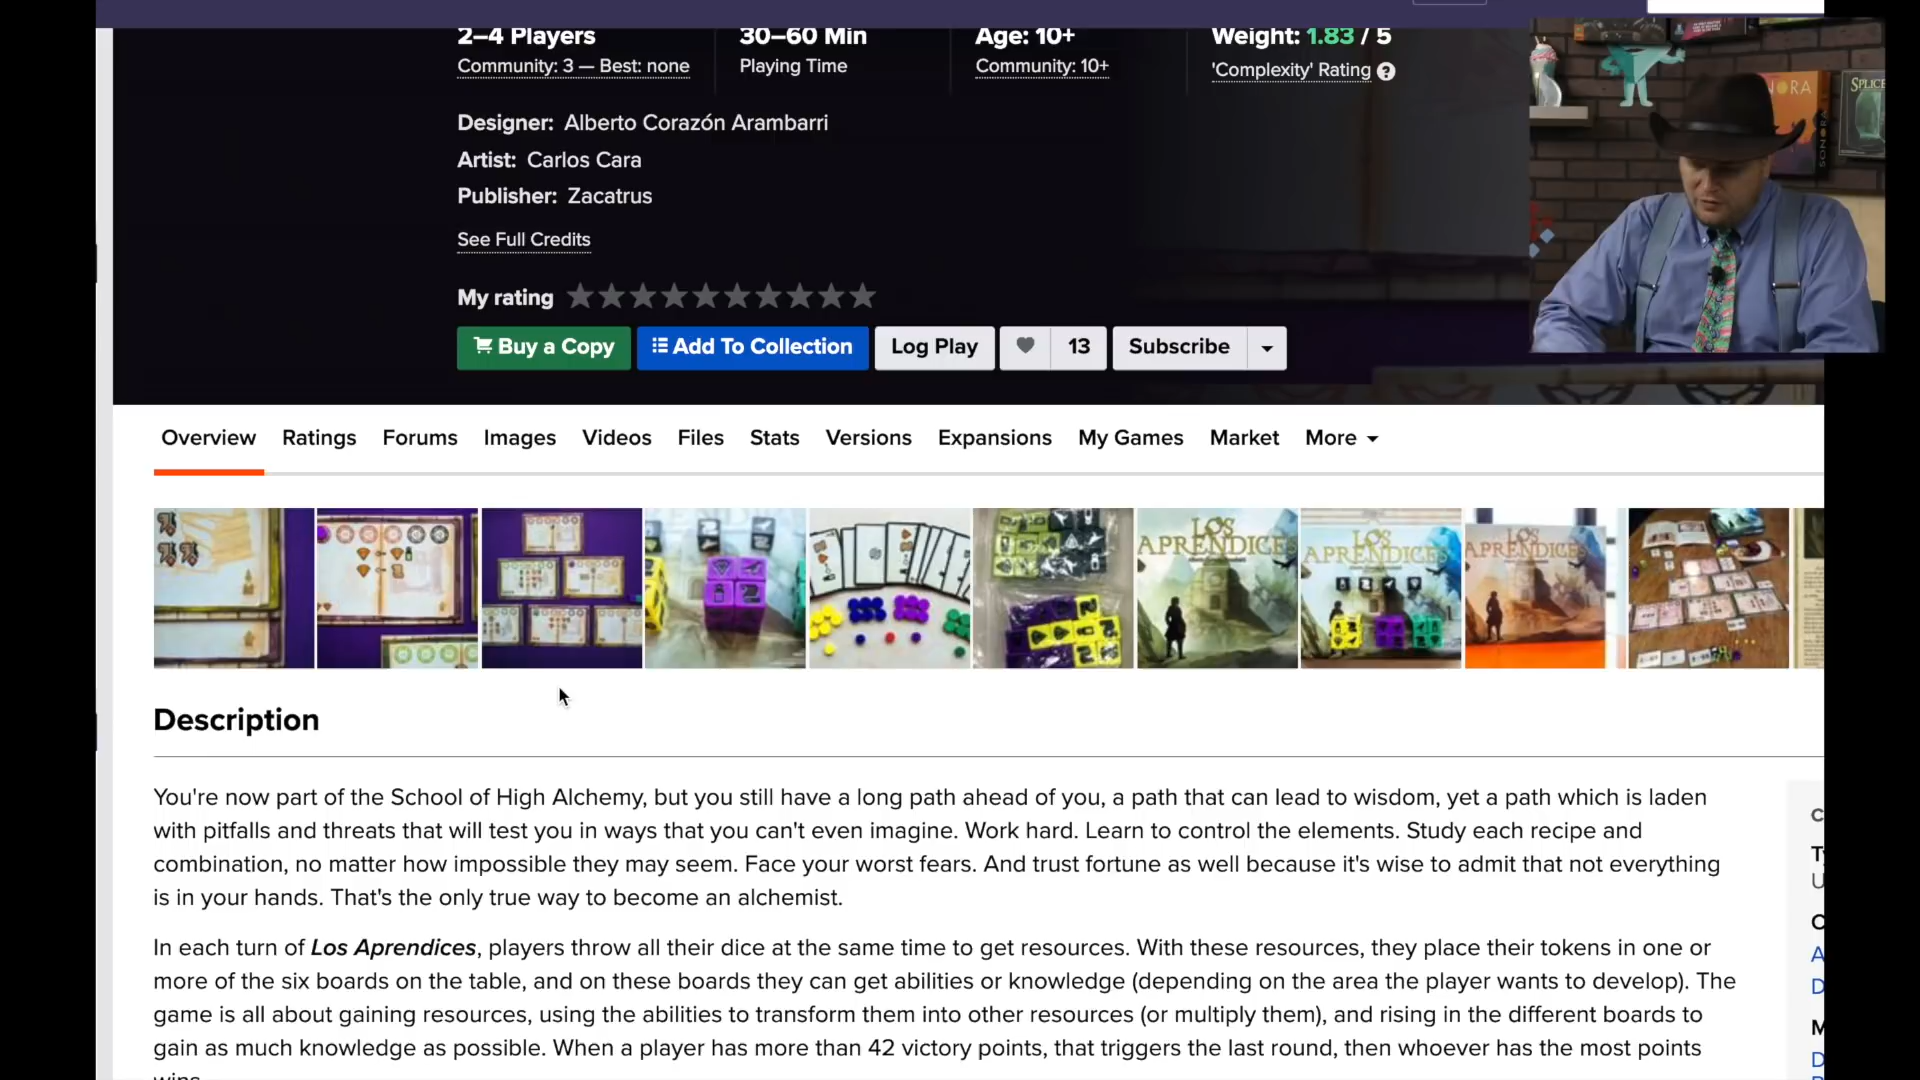 2–4 Players
Community: 3 — Best: none
30–60 Min
Playing Time
Age: 10+
Community: 10+
Weight: 1.83 / 5
'Complexity' Rating ?
Designer: Alberto Corazón Arambarri
Artist: Carlos Cara
Publisher: Zacatrus
See Full Credits
My rating
Buy a Copy
Add To Collection
Log Play
13
Subscribe
SONORA
Overview
Ratings
Forums
Images
Videos
Files
Stats
Versions
Expansions
My Games
Market
More
LOS
APRENDICES
LOS
APRENDICES
LOS
APRENDICES
Description
You're now part of the School of High Alchemy, but you still have a long path ahead of you, a path that can lead to wisdom, yet a path which is laden
with pitfalls and threats that will test you in ways that you can't even imagine. Work hard. Learn to control the elements. Study each recipe and
combination, no matter how impossible they may seem. Face your worst fears. And trust fortune as well because it's wise to admit that not everything
is in your hands. That's the only true way to become an alchemist.
In each turn of Los Aprendices, players throw all their dice at the same time to get resources. With these resources, they place their tokens in one or
more of the six boards on the table, and on these boards they can get abilities or knowledge (depending on the area the player wants to develop). The
game is all about gaining resources, using the abilities to transform them into other resources (or multiply them), and rising in the different boards to
gain as much knowledge as possible. When a player has more than 42 victory points, that triggers the last round, then whoever has the most points